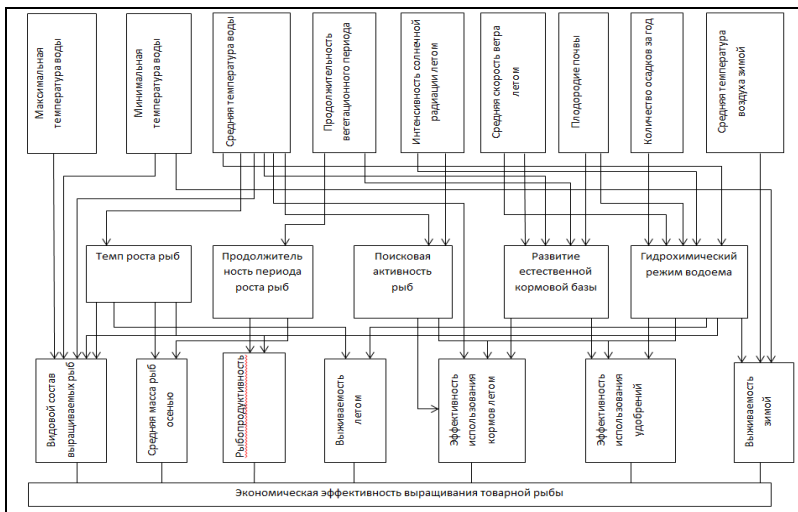 Максимальная
температура воды
Минимальная
температура воды
Средняя температура воды
Продолжительность
вегетационного периода
Интенсивность солнечной
радиации летом
Средняя скорость ветра
летом
Плодородие почвы
Количество осадков за год
Средняя температура
воздуха зимой
Темп роста рыб
Продолжитель
ность периода
роста рыб
Поисковая
активность
рыб
Развитие
естественной
кормовой базы
Гидрохимический
режим водоема
Видовой состав
выращиваемых рыб
Средняя масса рыб
осенью
Рыбопродуктивность
Выживаемость
летом
Эффективность
использования
кормов летом
Эффективность
использования
удобрений
Выживаемость
зимой
Экономическая эффективность выращивания товарной рыбы